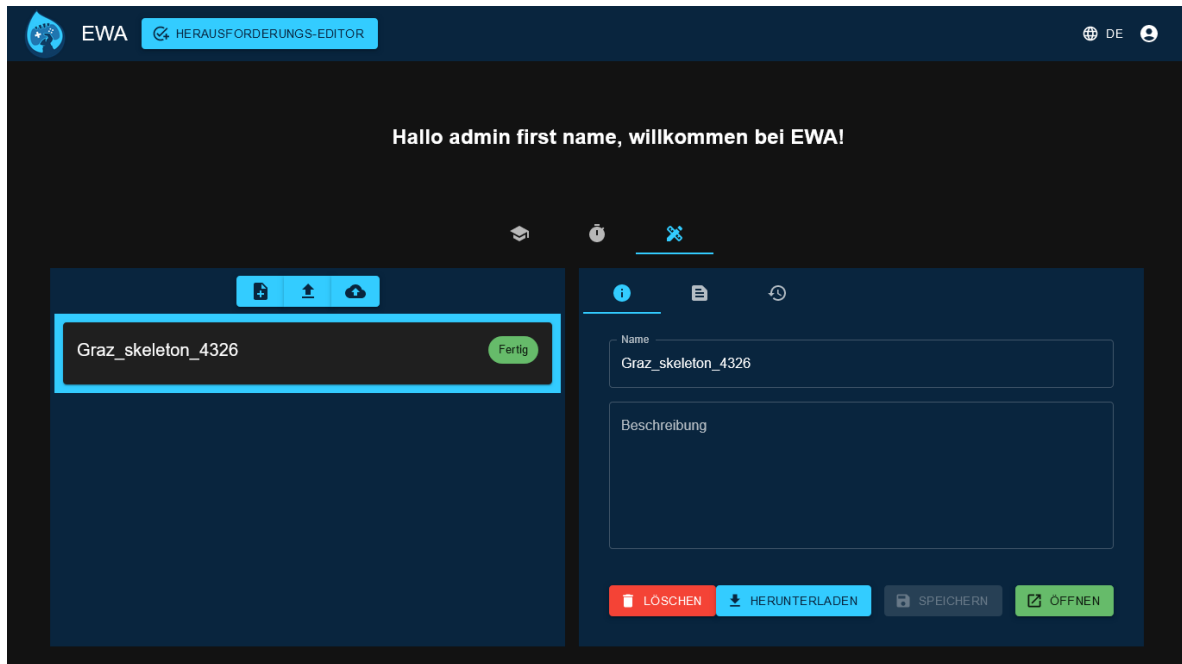 EWA
HERAUSFORDERUNGS-EDITOR
DE
Hallo admin first name, willkommen bei EWA!
Graz_skeleton_4326
Fertig
Name
Graz_skeleton_4326
Beschreibung
LÖSCHEN
HERUNTERLADEN
SPEICHERN
ÖFFNEN